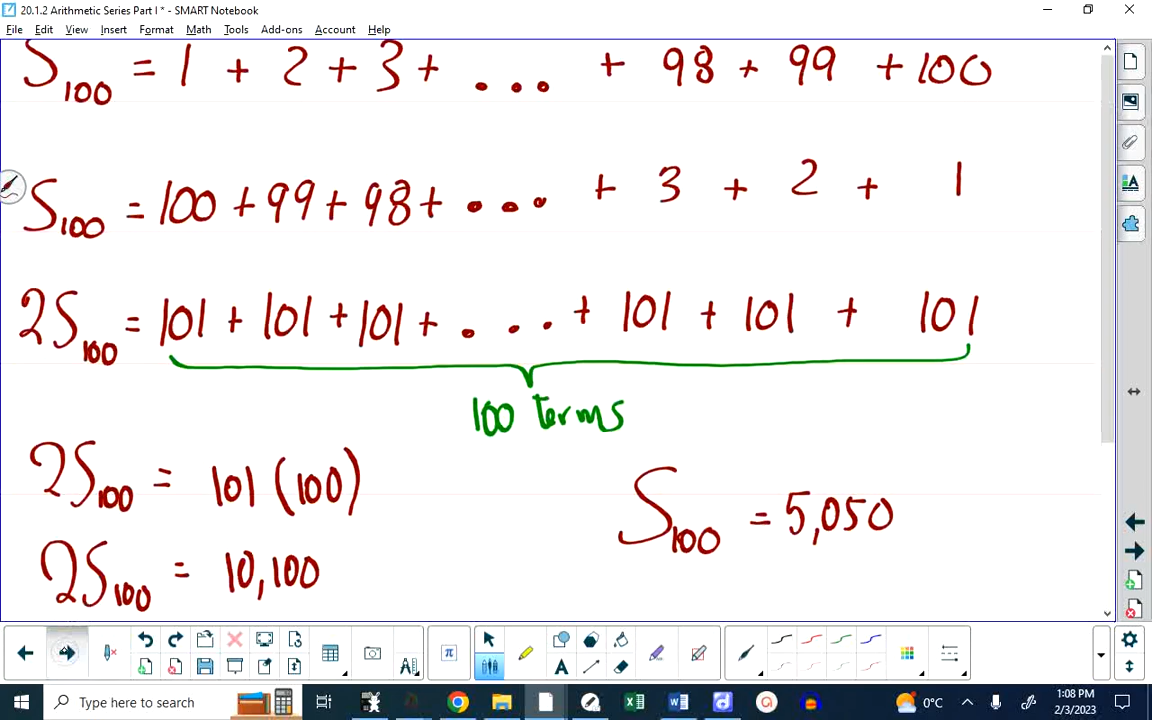 20.1.2 Arithmetic Series Part I * - SMART Notebook
File Edit View Insert Format Math Tools Add-ons Account Help
S100 = 1 + 2 + 3 + ... + 98 + 99 + 100
S100 = 100 + 99 + 98 + ... + 3 + 2 + 1
2S100 = 101 + 101 + 101 + ... + 101 + 101 + 101
100 terms
2S100 = 101 (100)
S100 = 5,050
2S100 = 10,100
π
A
Type here to search
0°C
1:08 PM
2/3/2023